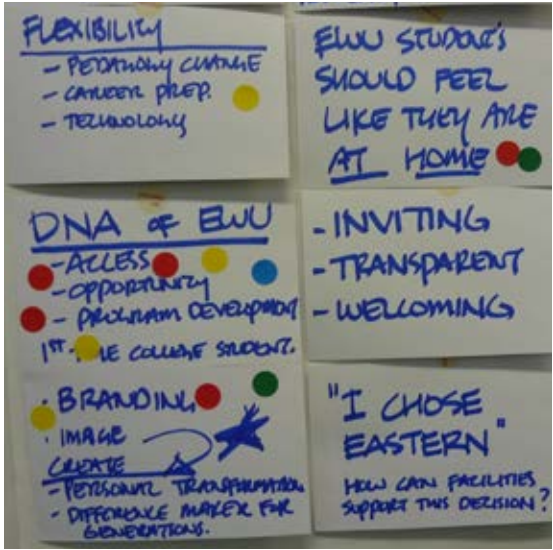 FLEXIBILITY
- PEDAGOGY CHANGE
- CAREER PREP.
- TECHNOLOGY
EWU STUDENTS
SHOULD FEEL
LIKE THEY ARE
AT HOME
DNA OF EWU
- ACCESS
- OPPORTUNITY
- PROGRAM DEVELOPMENT
1ST COLLEGE STUDENT.
- INVITING
- TRANSPARENT
- WELCOMING
· BRANDING
· IMAGE
CREATE
- PERSONAL TRANSFORMATION
- DIFFERENCE MAKER FOR
GENERATIONS.
"I CHOSE
EASTERN"
HOW CAN FACILITIES
SUPPORT THIS DECISION?